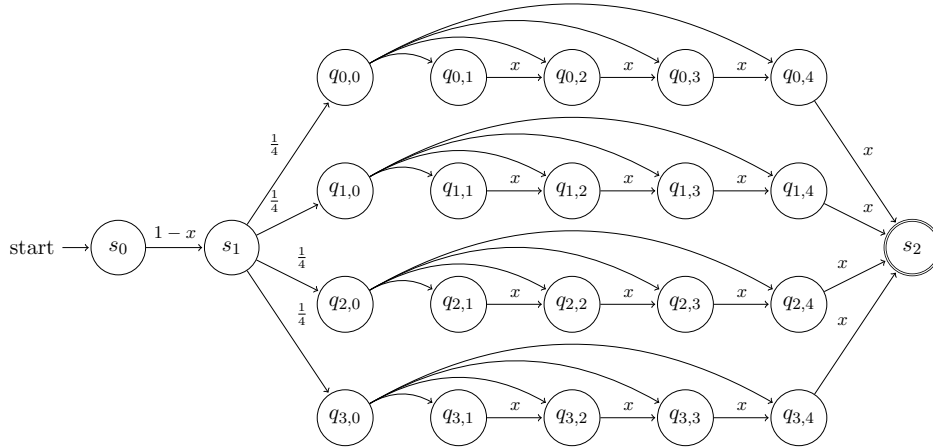 q0,0 q0,1 x q0,2 x q0,3 x q0,4
1/4 x
q1,0 q1,1 x q1,2 x q1,3 x q1,4
1/4 x
start s0 1 − x s1 s2
1/4 x
q2,0 q2,1 x q2,2 x q2,3 x q2,4
1/4 x
q3,0 q3,1 x q3,2 x q3,3 x q3,4